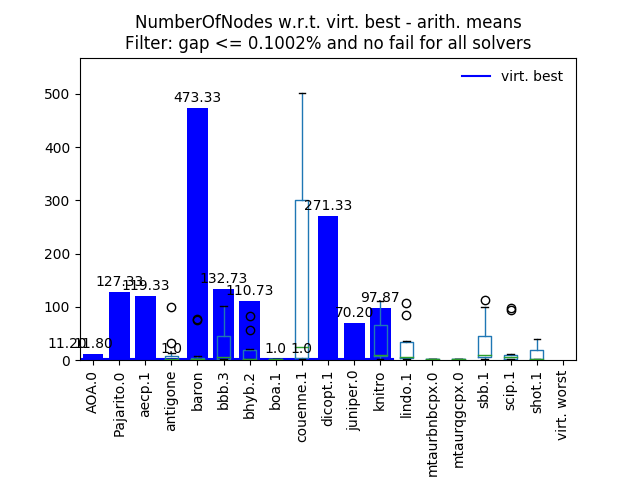 NumberOfNodes w.r.t. virt. best - arith. means
Filter: gap <= 0.1002% and no fail for all solvers
virt. best
500
400
300
200
100
0
473.33
271.33
127.33
119.33
132.73
110.73
97.87
70.20
11.20
11.80
1.0
1.0
1.0
AOA.0
Pajarito.0
aecp.1
antigone
baron
bbb.3
bhyb.2
boa.1
couenne.1
dicopt.1
juniper.0
knitro
lindo.1
mtaurbnbcpx.0
mtaurqgcpx.0
sbb.1
scip.1
shot.1
virt. worst